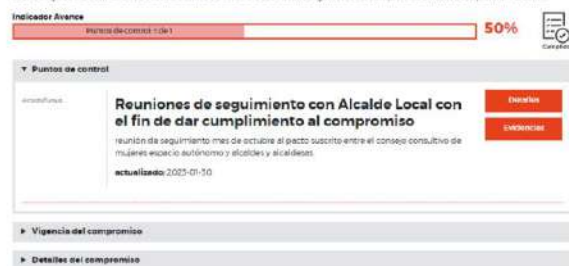 Indicador Avance
Puntos de control: 1 de 1
50%
Cumplido
▼ Puntos de control
Reuniones de seguimiento con Alcalde Local con
el fin de dar cumplimiento al compromiso
reunión de seguimiento mes de octubre al pacto suscrito entre el consejo consultivo de
mujeres espacio autónomo y alcaldes y alcaldesas
actualizado: 2023-01-30
Detalles
Evidencias
▶ Vigencia del compromiso
▶ Detalles del compromiso